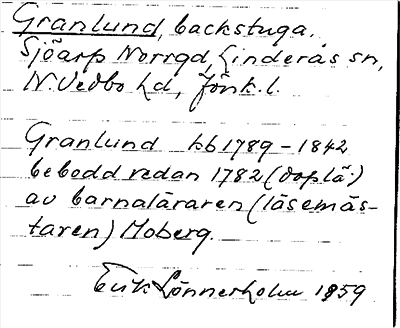 Granlund, backstuga,
Sjöarp Norrgd, Linderås sn,
N. Vedbo hd, Jönk. l.
Granlund kb 1789-1842
bebodd redan 1782 (doplä:)
av barnaläraren (läsemäs-
taren) Moberg.
Erik Lönnerholm 1959